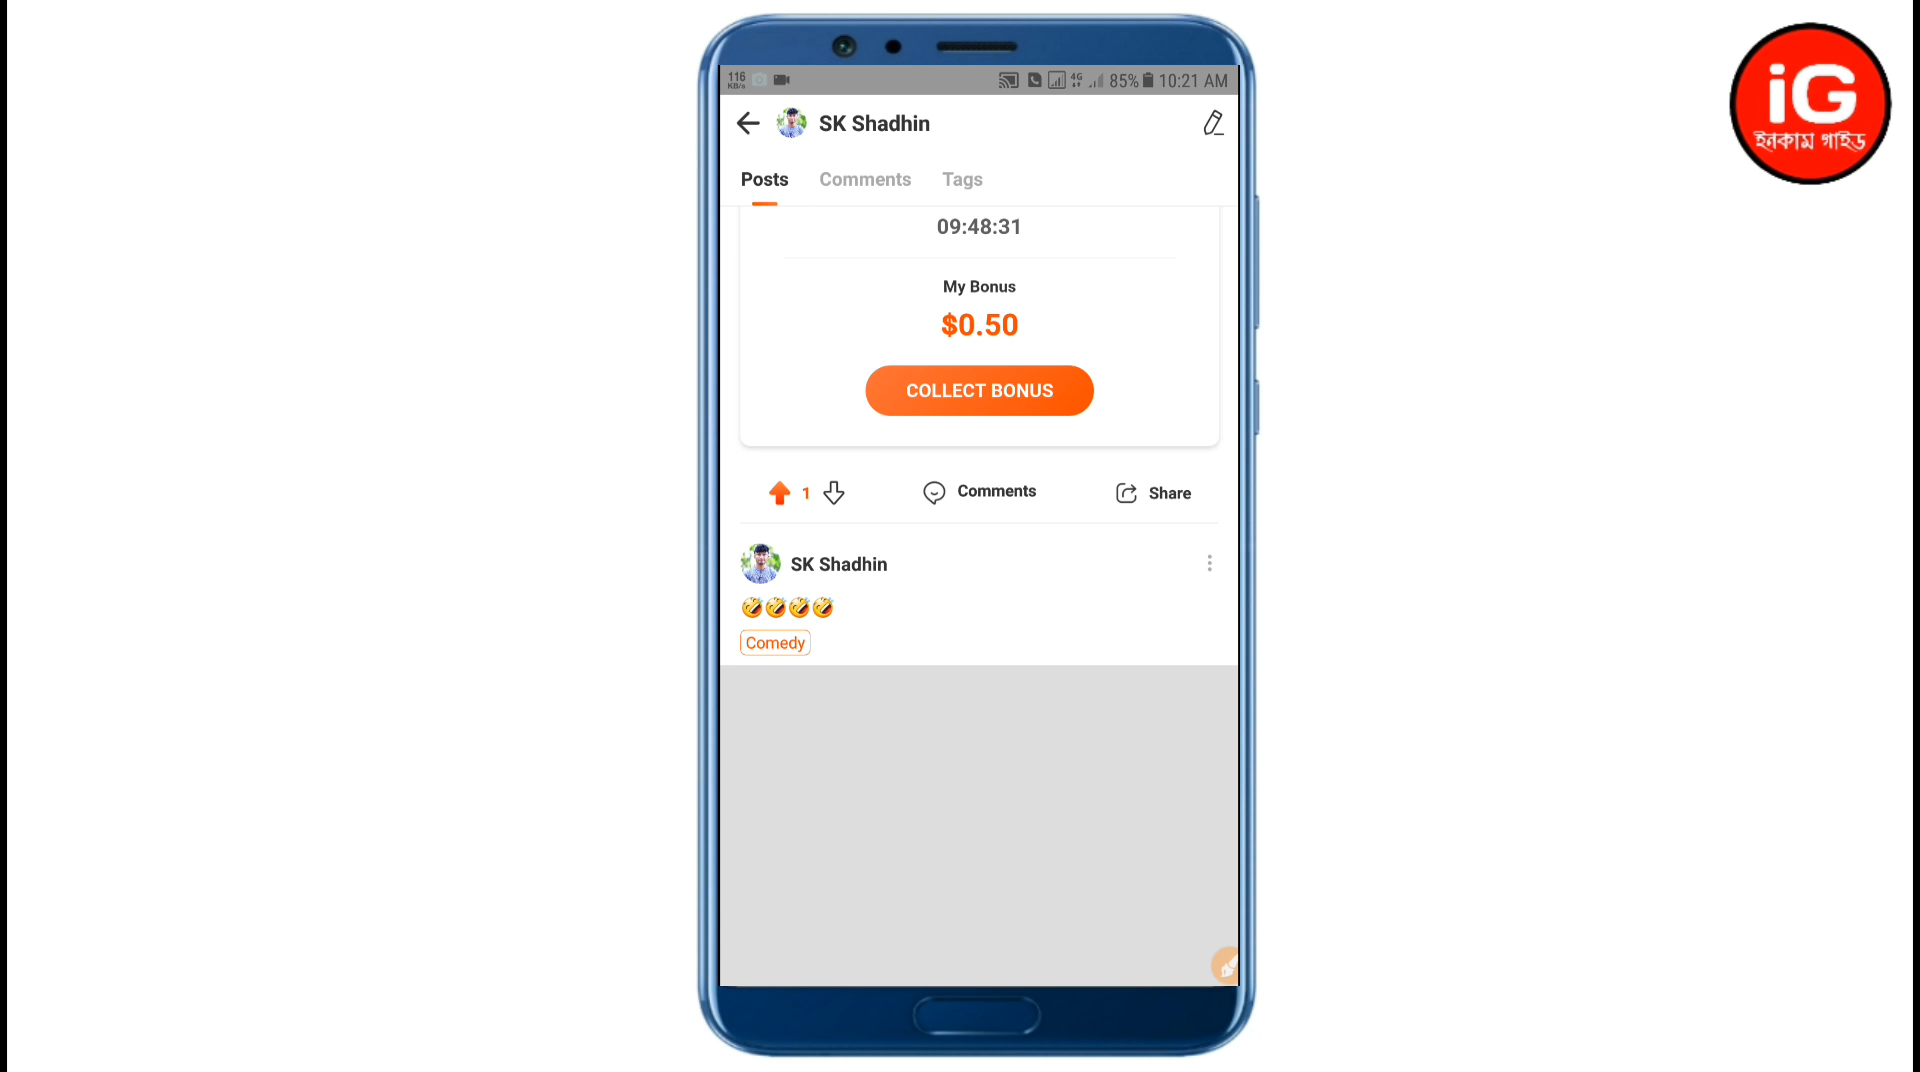 116
KB/s
4G
85%
10:21 AM
SK Shadhin
Posts
Comments
Tags
09:48:31
My Bonus
$0.50
COLLECT BONUS
1
Comments
Share
SK Shadhin
🤣🤣🤣🤣
Comedy
iG
ইনকাম গাইড